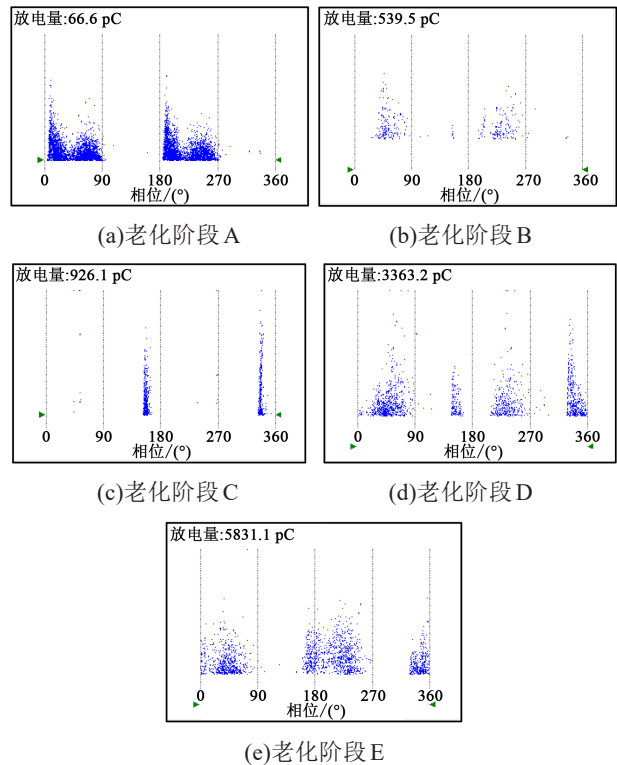 放电量:66.6 pC
0 90 180 270 360
相位/(°)
(a)老化阶段A
放电量:539.5 pC
0 90 180 270 360
相位/(°)
(b)老化阶段B
放电量:926.1 pC
0 90 180 270 360
相位/(°)
(c)老化阶段C
放电量:3363.2 pC
0 90 180 270 360
相位/(°)
(d)老化阶段D
放电量:5831.1 pC
0 90 180 270 360
相位/(°)
(e)老化阶段E